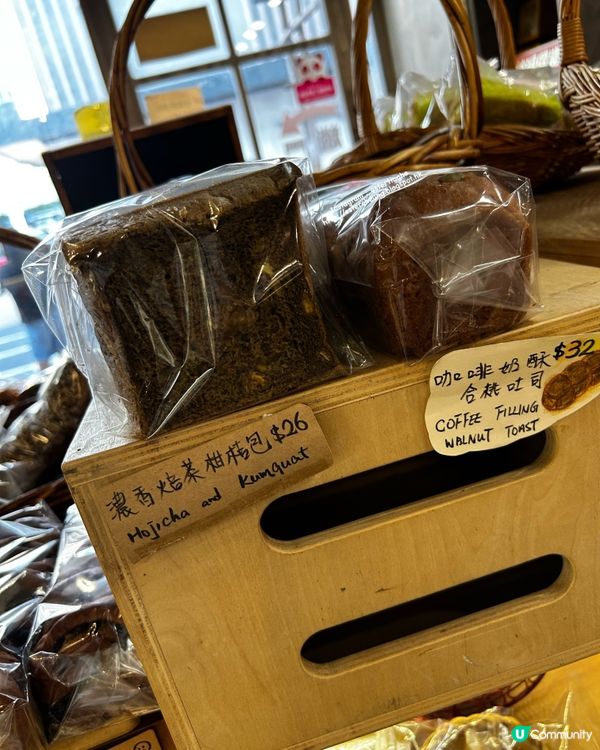 濃香焙茶柑桔包$26
Hojicha and Kumquat
咖啡奶酥$32
合桃吐司
COFFEE FILLING
WALNUT TOAST
U Community